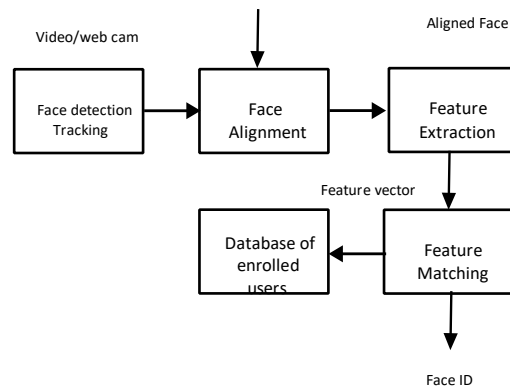 Video/web cam
Aligned Face
Face detection
Tracking
Face
Alignment
Feature
Extraction
Feature vector
Database of
enrolled
users
Feature
Matching
Face ID